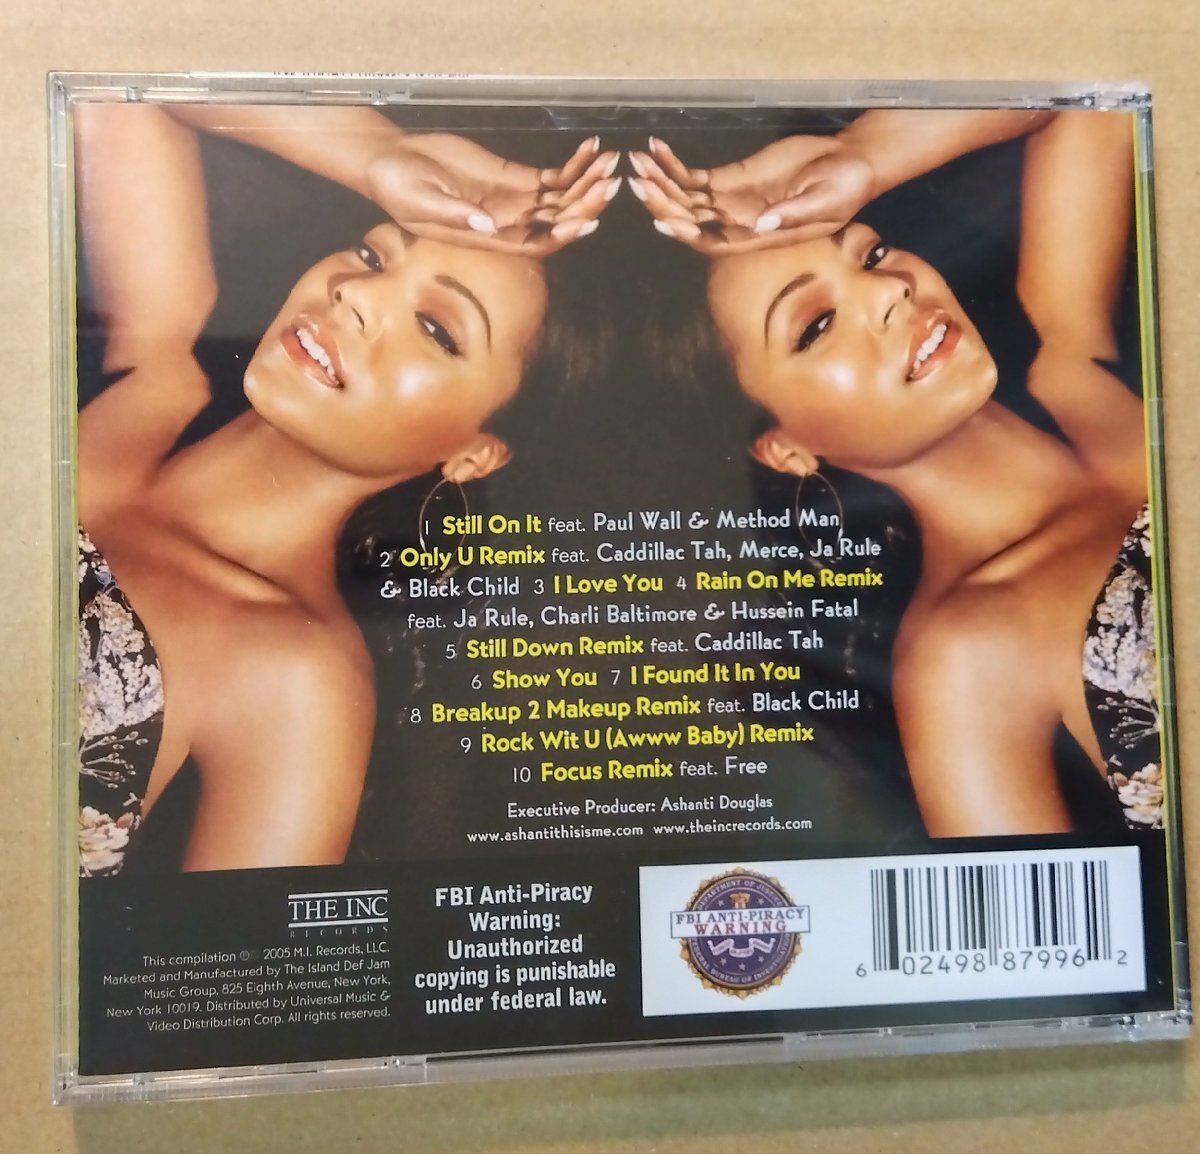 1 Still On It feat. Paul Wall & Method Man
2 Only U Remix feat. Caddillac Tah, Merce, Ja Rule
& Black Child 3 I Love You 4 Rain On Me Remix
feat. Ja Rule, Charli Baltimore & Hussein Fatal
5 Still Down Remix feat. Caddillac Tah
6 Show You 7 I Found It In You
8 Breakup 2 Makeup Remix feat. Black Child
9 Rock Wit U (Awww Baby) Remix
10 Focus Remix feat. Free
Executive Producer: Ashanti Douglas
www.ashantithisisme.com www.theincrecords.com
THE INC
RECORDS
This compilation ℗© 2005 M.I. Records, LLC.
Marketed and Manufactured by The Island Def Jam
Music Group, 825 Eighth Avenue, New York,
New York 10019. Distributed by Universal Music &
Video Distribution Corp. All rights reserved.
FBI Anti-Piracy
Warning:
Unauthorized
copying is punishable
under federal law.
DEPARTMENT OF JUSTICE
FBI ANTI-PIRACY
WARNING
FEDERAL BUREAU OF INVESTIGATION
6 02498 87996 2